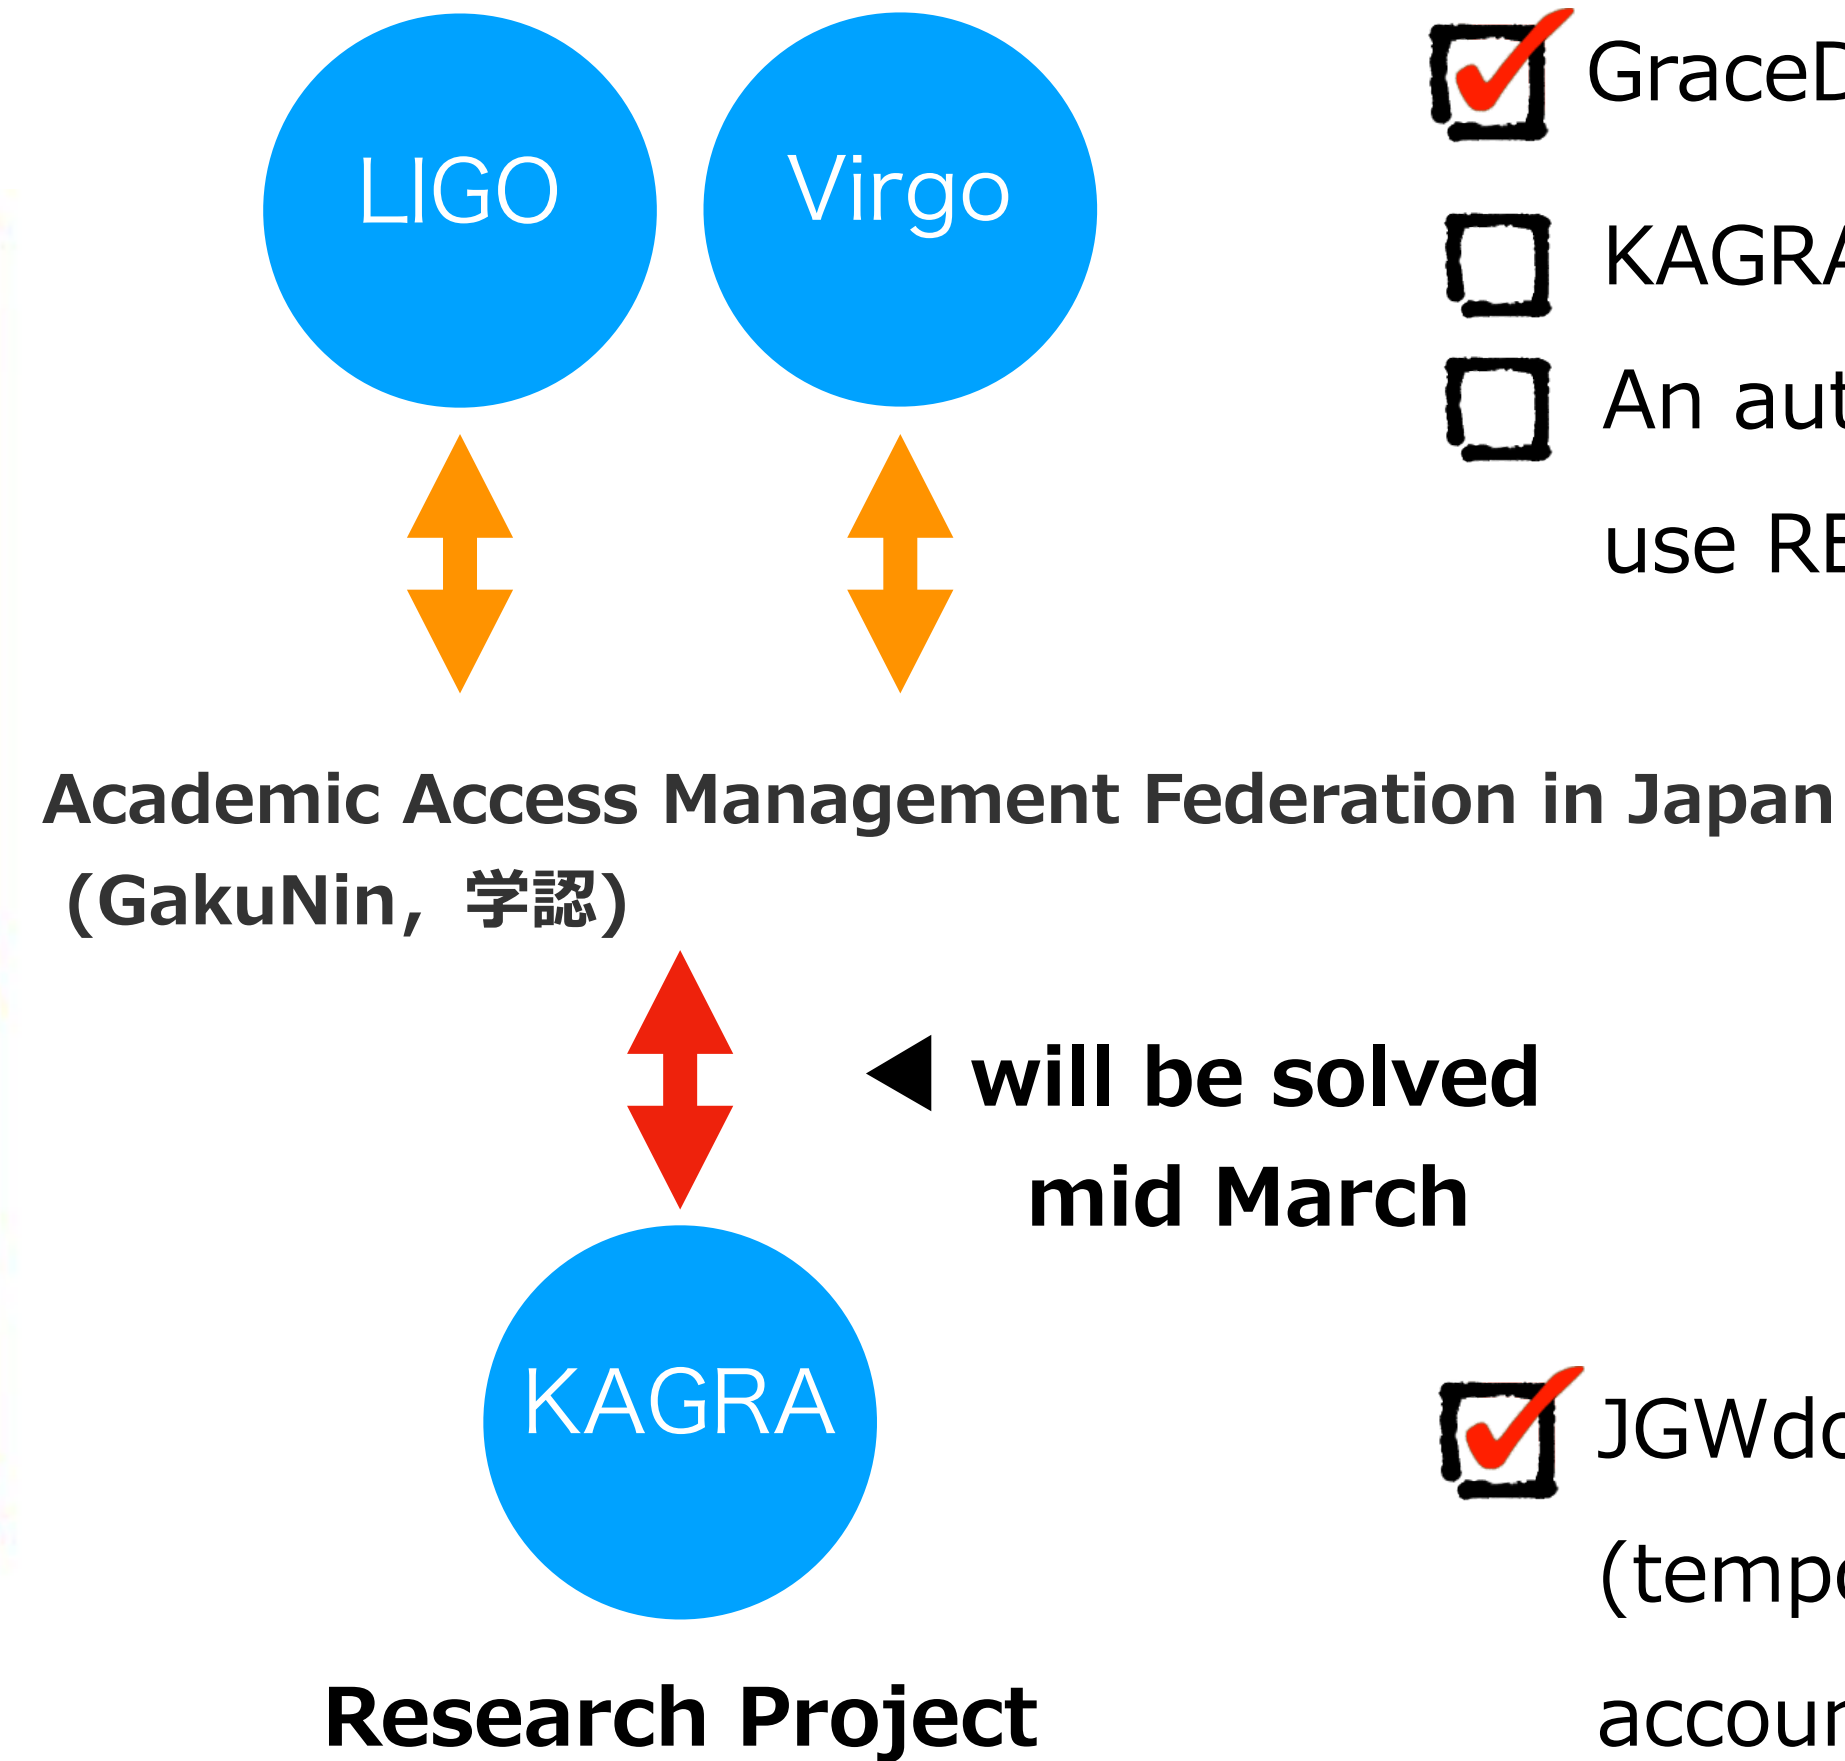 LIGO
Virgo
GraceD
KAGRA
An aut
use RE
Academic Access Management Federation in Japan
(GakuNin, 学認)
will be solved
mid March
KAGRA
JGWdo
(tempo
accoun
Research Project